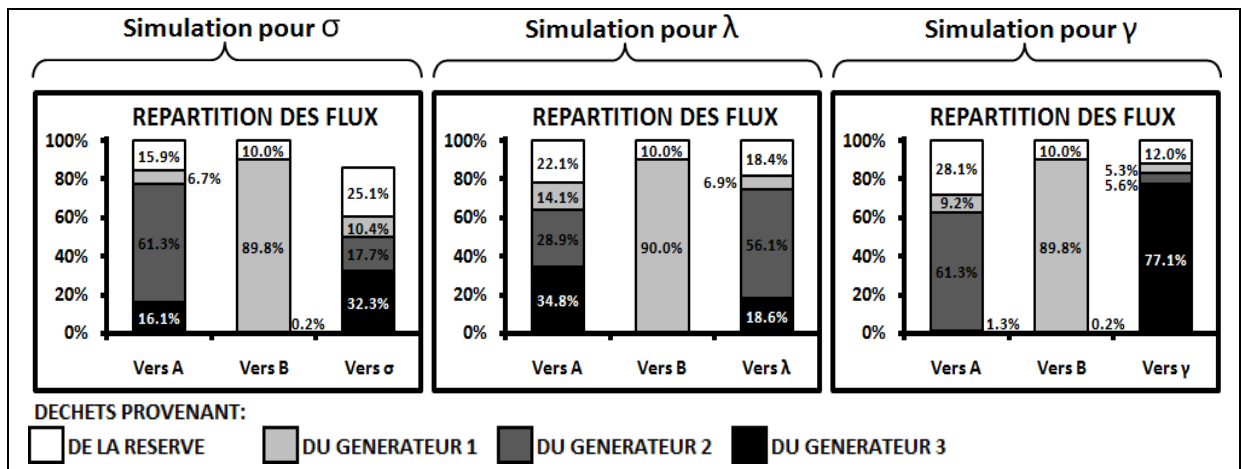 Simulation pour σ
Simulation pour λ
Simulation pour γ
REPARTITION DES FLUX
100%
80%
60%
40%
20%
0%
15.9%
6.7%
61.3%
16.1%
10.0%
89.8%
0.2%
25.1%
10.4%
17.7%
32.3%
Vers A
Vers B
Vers σ
REPARTITION DES FLUX
100%
80%
60%
40%
20%
0%
22.1%
14.1%
28.9%
34.8%
10.0%
90.0%
18.4%
6.9%
56.1%
18.6%
Vers A
Vers B
Vers λ
REPARTITION DES FLUX
100%
80%
60%
40%
20%
0%
28.1%
9.2%
61.3%
1.3%
10.0%
89.8%
0.2%
12.0%
5.3%
5.6%
77.1%
Vers A
Vers B
Vers γ
DECHETS PROVENANT:
DE LA RESERVE
DU GENERATEUR 1
DU GENERATEUR 2
DU GENERATEUR 3